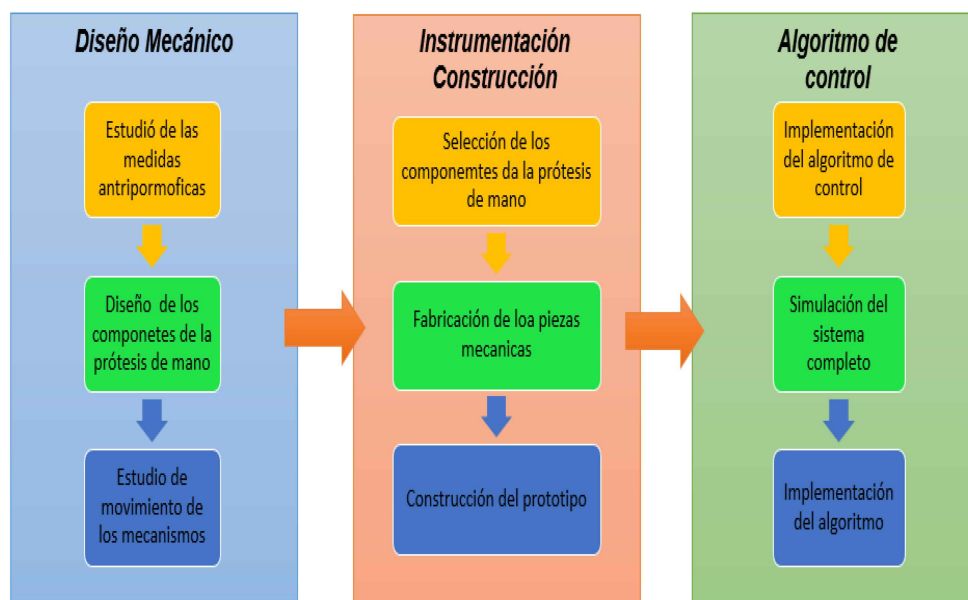 Diseño Mecánico
Estudió de las
medidas
antripormoficas
Diseño de los
componetes de la
prótesis de mano
Estudio de
movimiento de
los mecanismos
Instrumentación
Construcción
Selección de los
componemtes da la prótesis
de mano
Fabricación de loa piezas
mecanicas
Construcción del prototipo
Algoritmo de
control
Implementación
del algoritmo de
control
Simulación del
sistema
completo
Implementación
del algoritmo